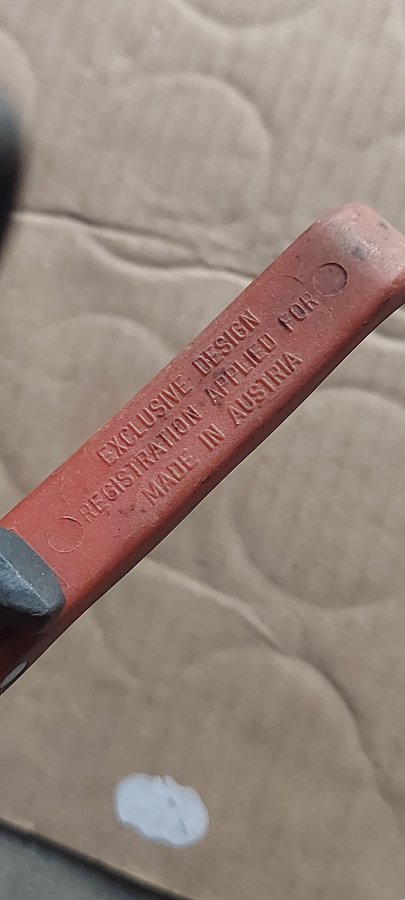 EXCLUSIVE DESIGN
REGISTRATION APPLIED FOR
MADE IN AUSTRIA